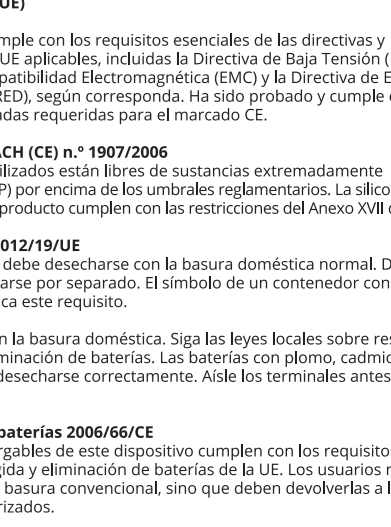 UE)
mple con los requisitos esenciales de las directivas y
UE aplicables, incluidas la Directiva de Baja Tensión (
patibilidad Electromagnética (EMC) y la Directiva de E
RED), según corresponda. Ha sido probado y cumple
adas requeridas para el marcado CE.
ACH (CE) n.º 1907/2006
ilizados están libres de sustancias extremadamente
P) por encima de los umbrales reglamentarios. La silico
producto cumplen con las restricciones del Anexo XVII
012/19/UE
debe desecharse con la basura doméstica normal. D
arse por separado. El símbolo de un contenedor con
ca este requisito.
n la basura doméstica. Siga las leyes locales sobre res
minación de baterías. Las baterías con plomo, cadmio
desecharse correctamente. Aísle los terminales antes
baterías 2006/66/CE
rgables de este dispositivo cumplen con los requisitos
gida y eliminación de baterías de la UE. Los usuarios n
basura convencional, sino que deben devolverlas a l
rizados.